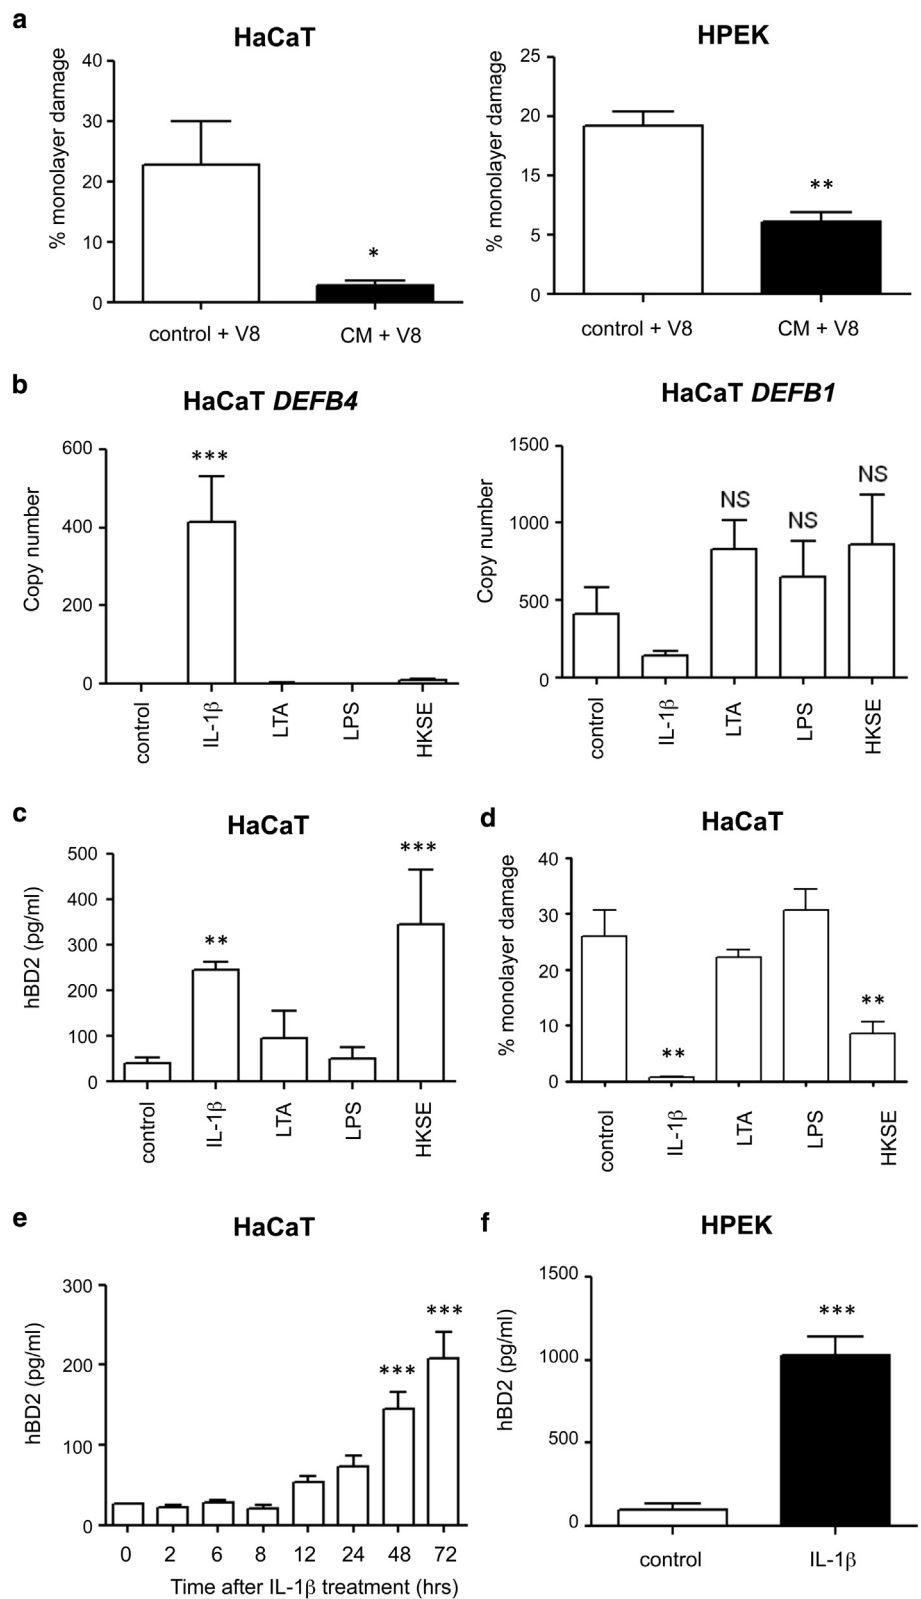 a
HaCaT
% monolayer damage
40
30
20
10
0
*
control + V8
CM + V8
HPEK
% monolayer damage
25
20
15
5
0
**
control + V8
CM + V8
b
HaCaT DEFB4
Copy number
600
400
200
0
***
control
IL-1β
LTA
LPS
HKSE
HaCaT DEFB1
Copy number
1500
1000
500
0
NS
NS
NS
control
IL-1β
LTA
LPS
HKSE
c
HaCaT
hBD2 (pg/ml)
500
400
300
200
100
0
**
***
control
IL-1β
LTA
LPS
HKSE
d
HaCaT
% monolayer damage
40
30
20
10
0
**
**
control
IL-1β
LTA
LPS
HKSE
e
HaCaT
hBD2 (pg/ml)
300
200
100
0
***
***
0 2 6 8 12 24 48 72
Time after IL-1β treatment (hrs)
f
HPEK
hBD2 (pg/ml)
1500
1000
500
0
***
control
IL-1β